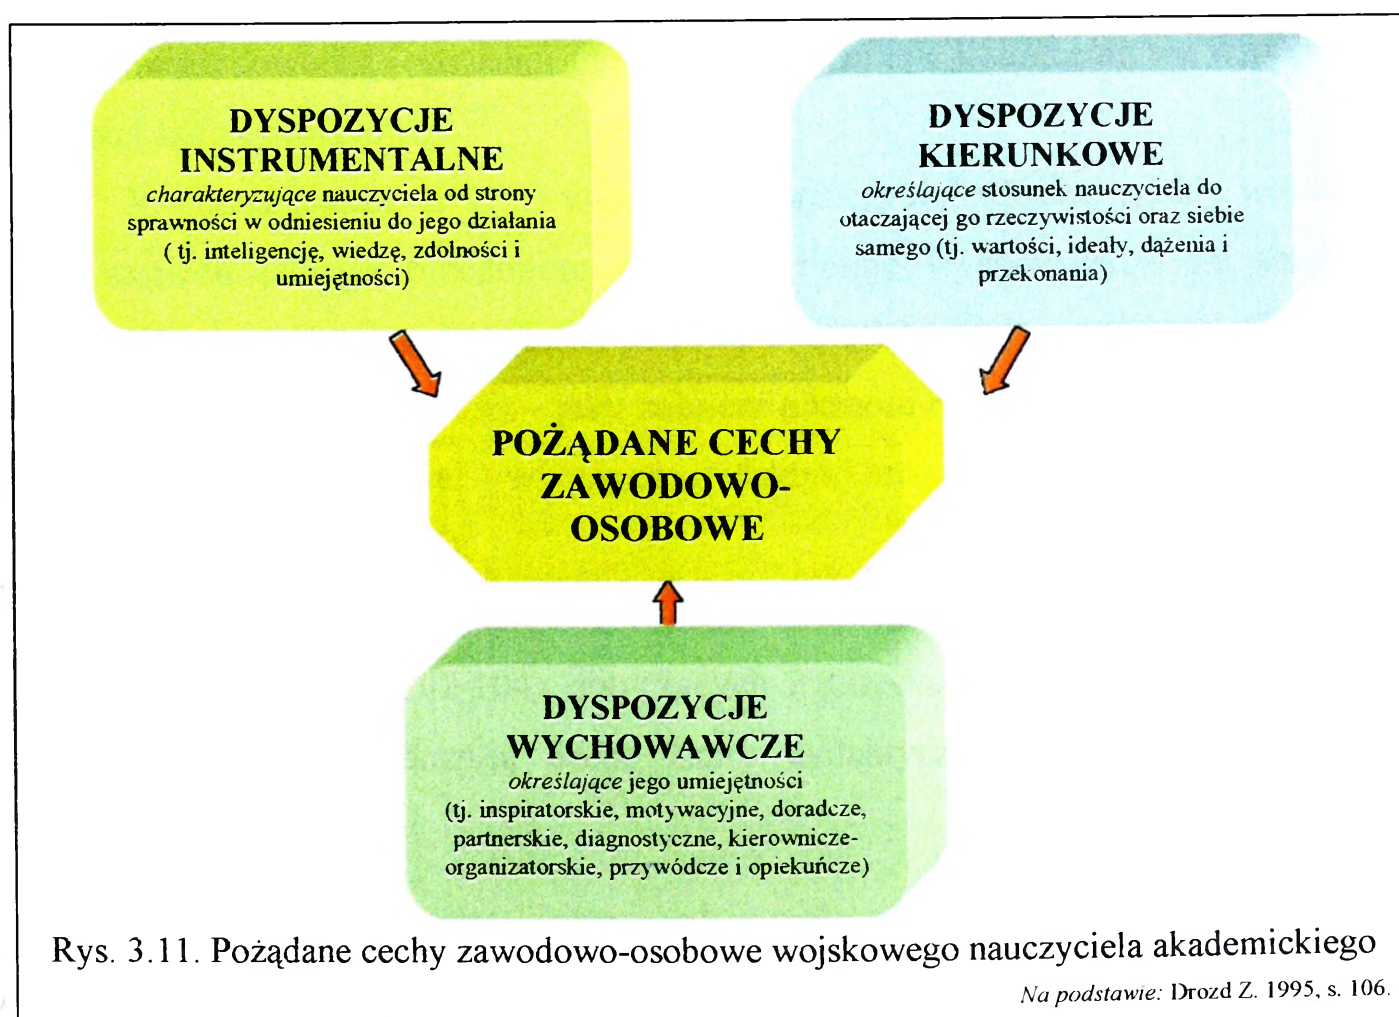 DYSPOZYCJE
INSTRUMENTALNE
charakteryzujące nauczyciela od strony
sprawności w odniesieniu do jego działania
( tj. inteligencję, wiedzę, zdolności i
umiejętności)
DYSPOZYCJE
KIERUNKOWE
określające stosunek nauczyciela do
otaczającej go rzeczywistości oraz siebie
samego (tj. wartości, ideały, dążenia i
przekonania)
POŻĄDANE CECHY
ZAWODOWO-
OSOBOWE
DYSPOZYCJE
WYCHOWAWCZE
określające jego umiejętności
(tj. inspiratorskie, motywacyjne, doradcze,
partnerskie, diagnostyczne, kierownicze-
organizatorskie, przywódcze i opiekuńcze)
Rys. 3.11. Pożądane cechy zawodowo-osobowe wojskowego nauczyciela akademickiego
Na podstawie: Drozd Z. 1995, s. 106.